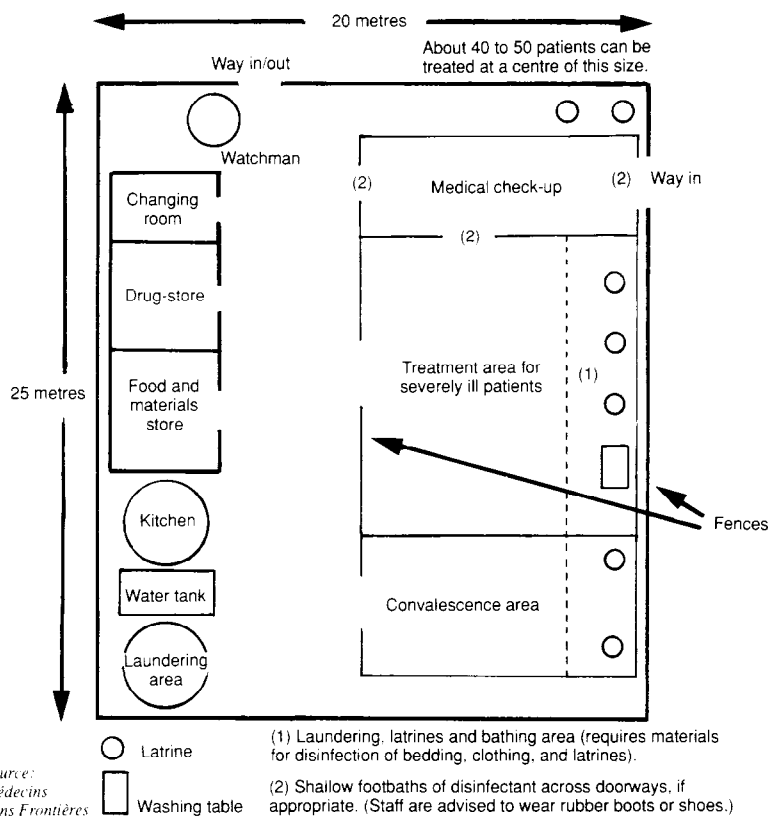 20 metres
About 40 to 50 patients can be
treated at a centre of this size.
Way in/out
Watchman
(2)
Medical check-up
(2)
Way in
Changing
room
(2)
Drug-store
25 metres
Food and
materials
store
Treatment area for
severely ill patients
(1)
Kitchen
Fences
Water tank
Convalescence area
Laundering
area
Latrine
(1) Laundering, latrines and bathing area (requires materials
for disinfection of bedding, clothing, and latrines).
urce:
édecins
ns Frontières
Washing table
(2) Shallow footbaths of disinfectant across doorways, if
appropriate. (Staff are advised to wear rubber boots or shoes.)